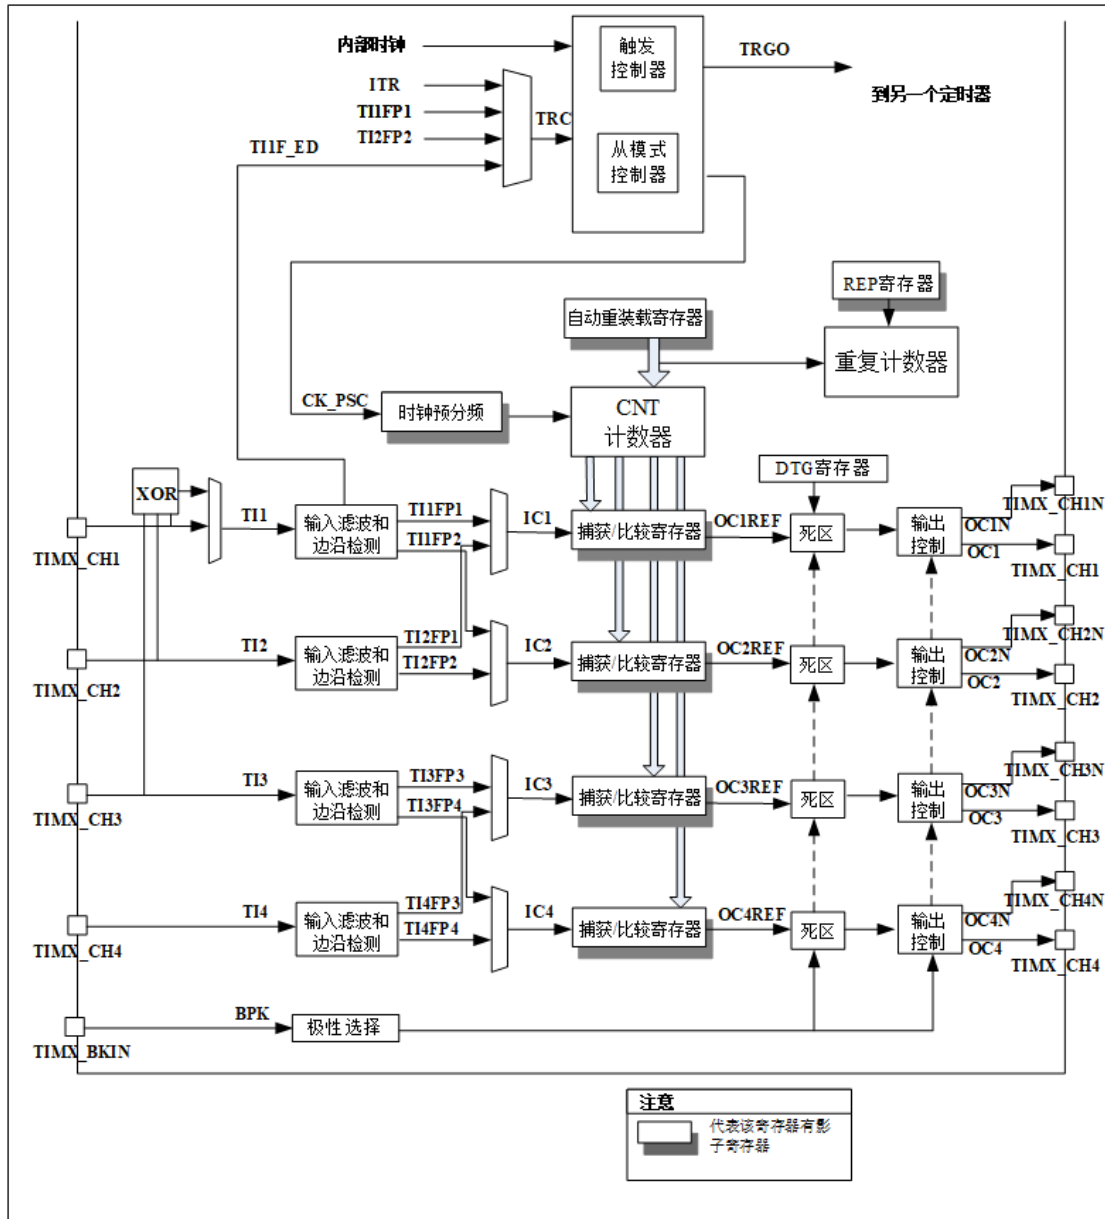 内部时钟
触发
控制器
TRGO
到另一个定时器
ITR
TI1FP1
TI2FP2
TRC
TI1F_ED
从模式
控制器
REP寄存器
自动重装载寄存器
重复计数器
CK_PSC
时钟预分频
CNT
计数器
DTG寄存器
XOR
TI1
输入滤波和
边沿检测
TI1FP1
TI1FP2
IC1
捕获/比较寄存器
OC1REF
死区
输出
控制
OC1N
OC1
TIMX_CH1N
TIMX_CH1
TIMX_CH1
TI2
输入滤波和
边沿检测
TI2FP1
TI2FP2
IC2
捕获/比较寄存器
OC2REF
死区
输出
控制
OC2N
OC2
TIMX_CH2N
TIMX_CH2
TIMX_CH2
TI3
输入滤波和
边沿检测
TI3FP3
TI3FP4
IC3
捕获/比较寄存器
OC3REF
死区
输出
控制
OC3N
OC3
TIMX_CH3N
TIMX_CH3
TIMX_CH3
TI4
输入滤波和
边沿检测
TI4FP3
TI4FP4
IC4
捕获/比较寄存器
OC4REF
死区
输出
控制
OC4N
OC4
TIMX_CH4N
TIMX_CH4
TIMX_CH4
BPK
极性选择
TIMX_BKIN
注意
代表该寄存器有影
子寄存器